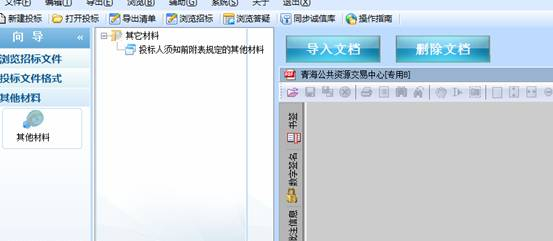 文件(F) 编辑(T) 导出(E) 浏览(B) 辅助(G) 系统(S) 关于 退出(X)
新建投标 打开投标 导出清单 浏览招标 浏览答疑 同步诚信库 操作指南
向 导 «
浏览招标文件
投标文件格式
其他材料
其他材料
其它材料
投标人须知前附表规定的其他材料
导入文档 删除文档
青海公共资源交易中心[专用8]
书签
数字签名
批注信息